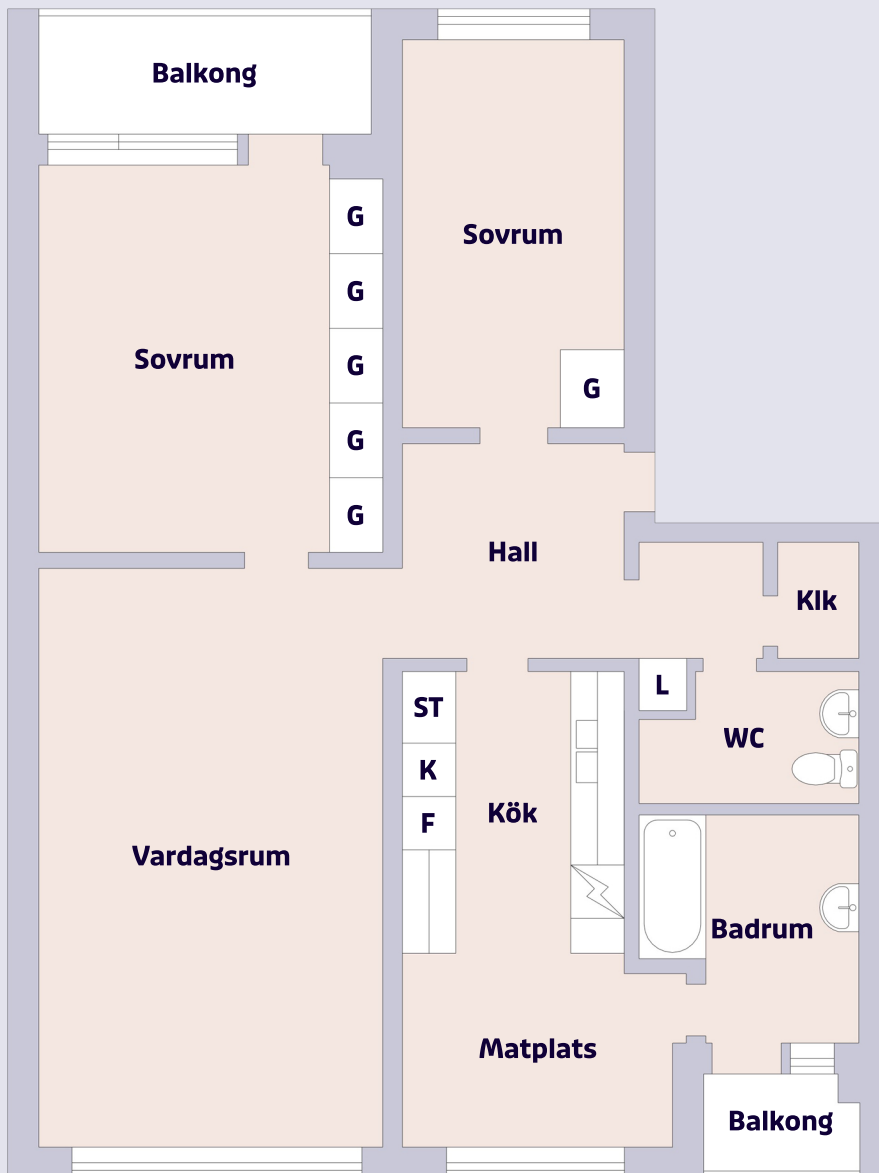 Balkong
G
Sovrum
G
Sovrum
G
G
G
G
Hall
Klk
L
ST
WC
K
Kök
F
Vardagsrum
Badrum
Matplats
Balkong